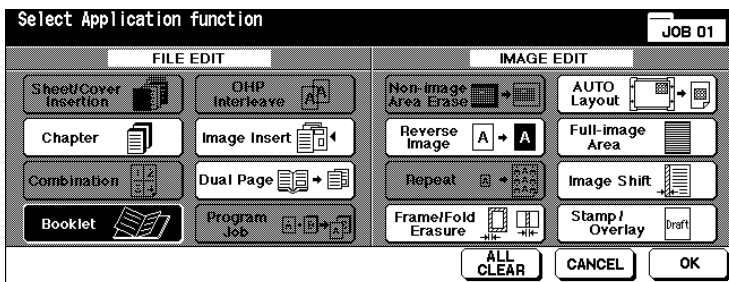 Select Application function
JOB 01
FILE EDIT
IMAGE EDIT
Sheet/Cover
Insertion
OHP
Interleave
Non-image
Area Erase
AUTO
Layout
Chapter
Image Insert
Reverse
Image
Full-image
Area
Combination
Dual Page
Repeat
Image Shift
Booklet
Program
Job
Frame/Fold
Erasure
Stamp/
Overlay
Draft
ALL
CLEAR
CANCEL
OK